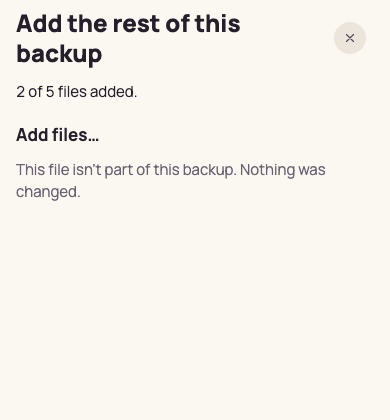 Add the rest of this
backup
2 of 5 files added.
Add files…
This file isn't part of this backup. Nothing was
changed.